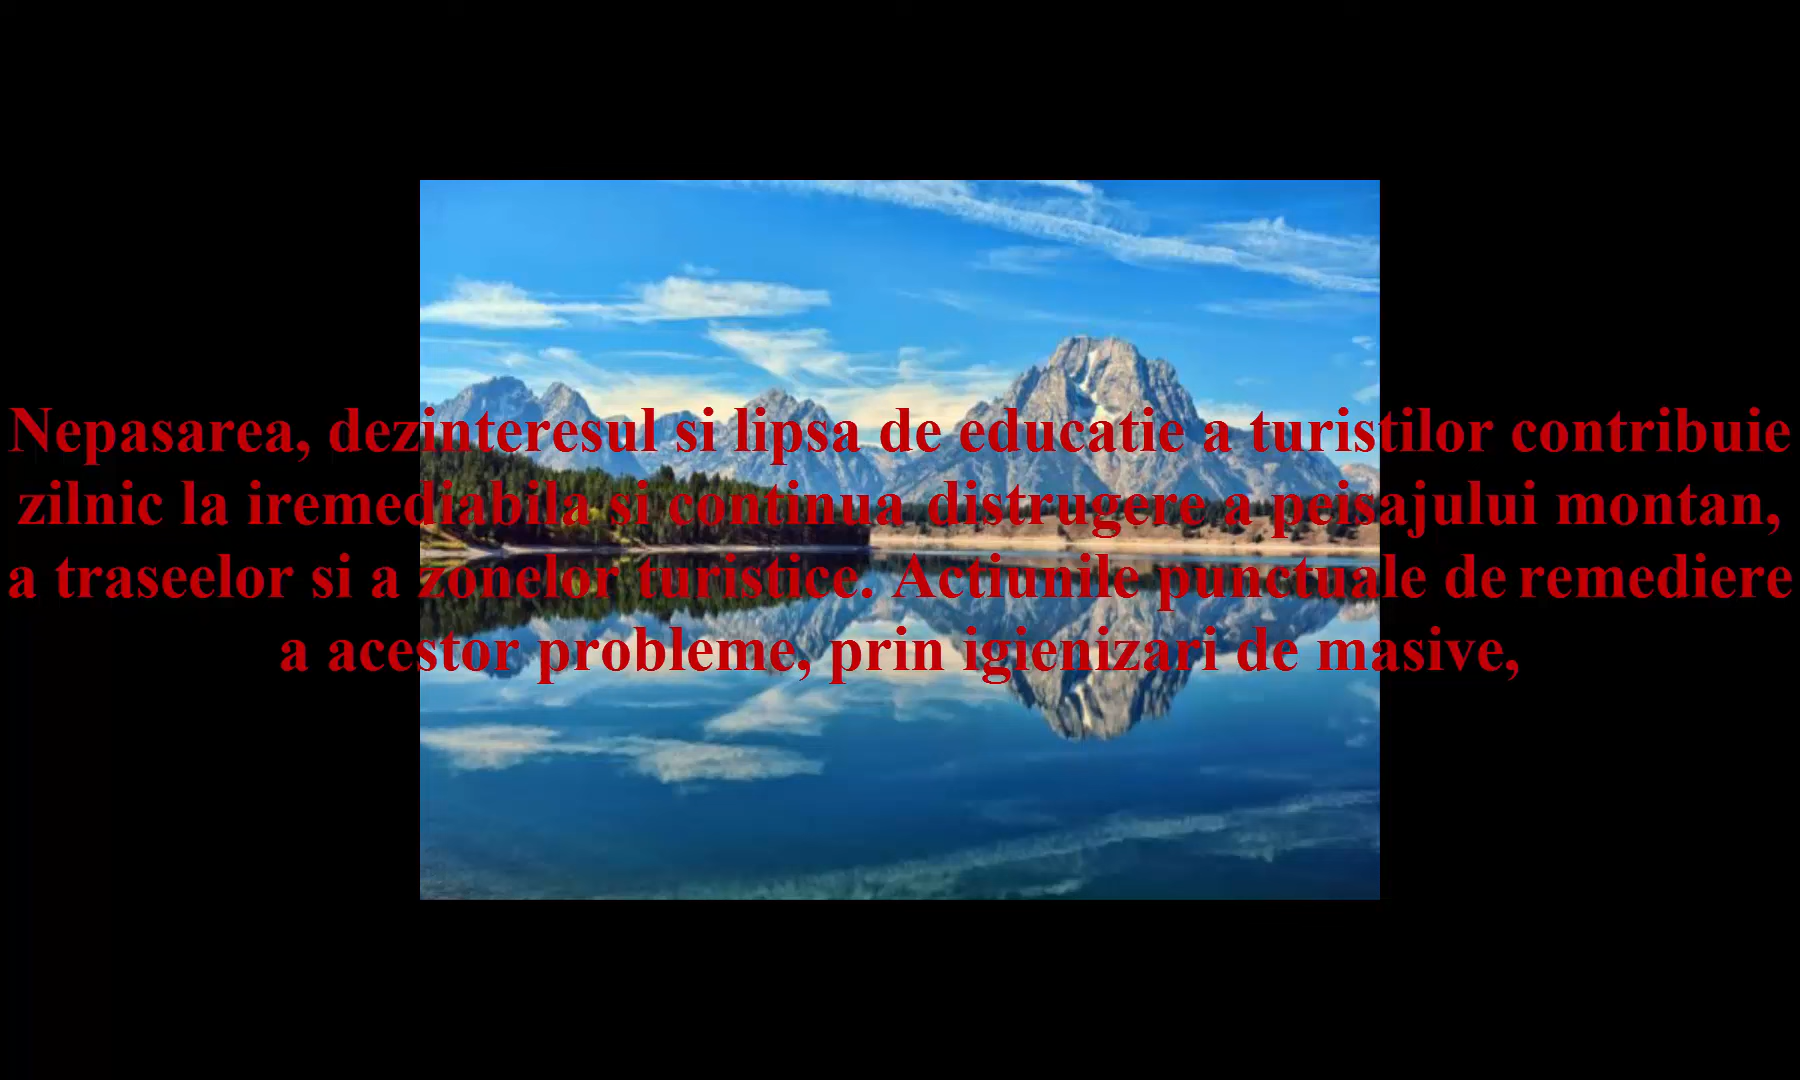 Nepasarea, dezinteresul si lipsa de educatie a turistilor contribuie
zilnic la iremediabila si continua distrugere a peisajului montan,
a traseelor si a zonelor turistice. Actiunile punctuale de remediere
a acestor probleme, prin igienizari de masive,